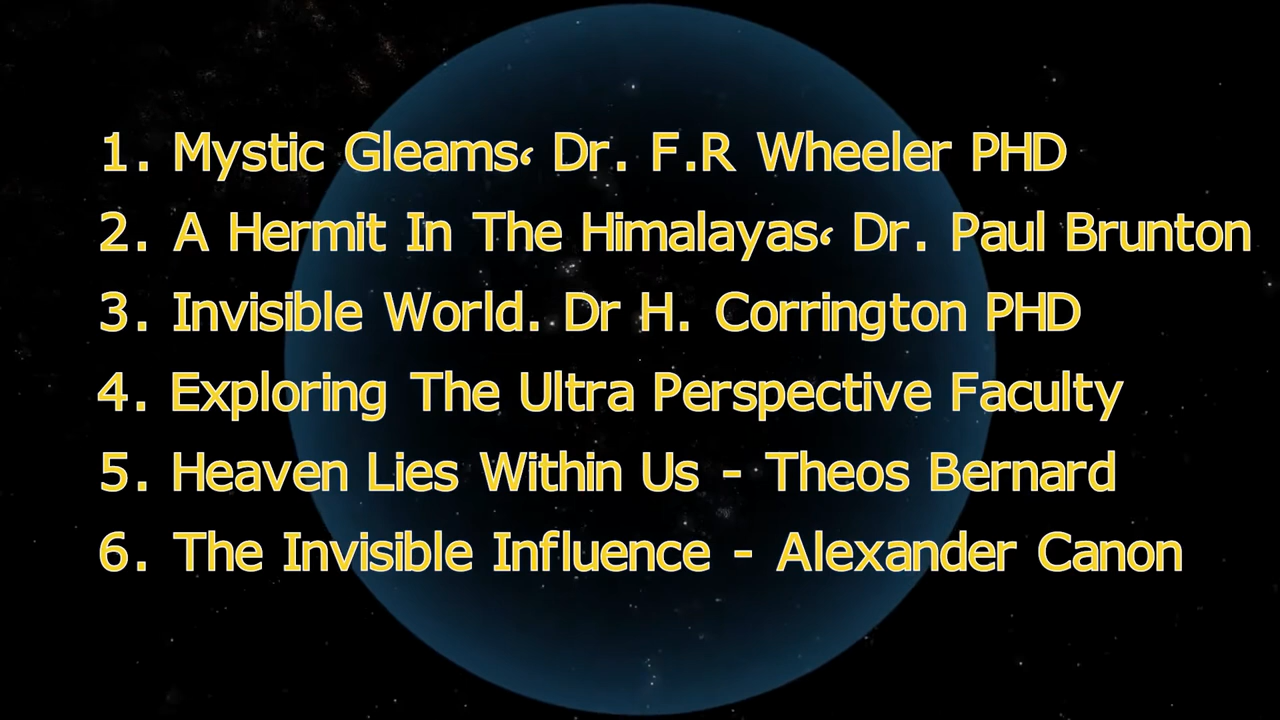 1. Mystic Gleams، Dr. F.R Wheeler PHD
2. A Hermit In The Himalayas، Dr. Paul Brunton
3. Invisible World. Dr H. Corrington PHD
4. Exploring The Ultra Perspective Faculty
5. Heaven Lies Within Us - Theos Bernard
6. The Invisible Influence - Alexander Canon